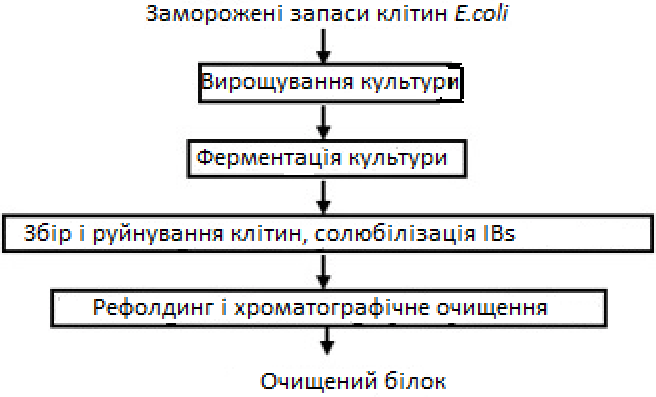 Заморожені запаси клітин E.coli
Вирощування культури
Ферментація культури
Збір і руйнування клітин, солюбілізація IBs
Рефолдинг і хроматографічне очищення
Очищений білок